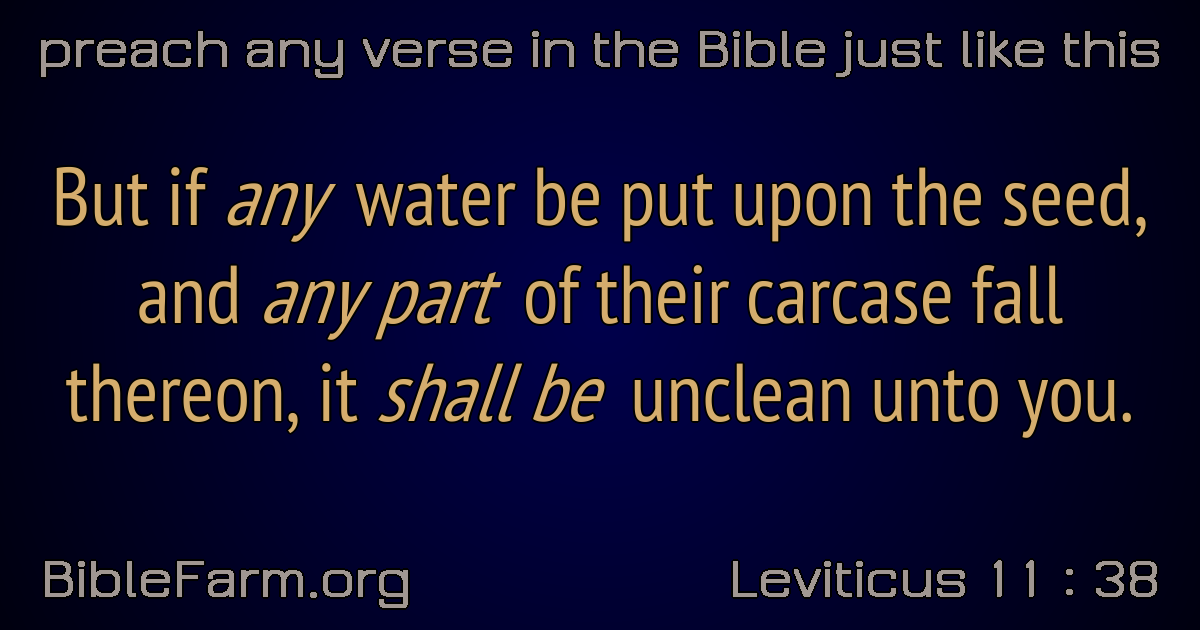 preach any verse in the Bible just like this
But if any water be put upon the seed,
and any part of their carcase fall
thereon, it shall be unclean unto you.
BibleFarm.org
Leviticus 11 : 38